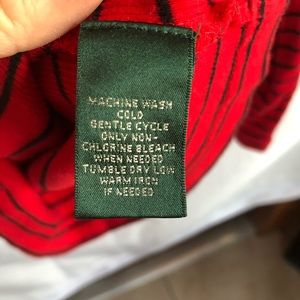 MACHINE WASH
COLD
GENTLE CYCLE
ONLY NON-
CHLORINE BLEACH
WHEN NEEDED
TUMBLE DRY LOW
WARM IRON
IF NEEDED